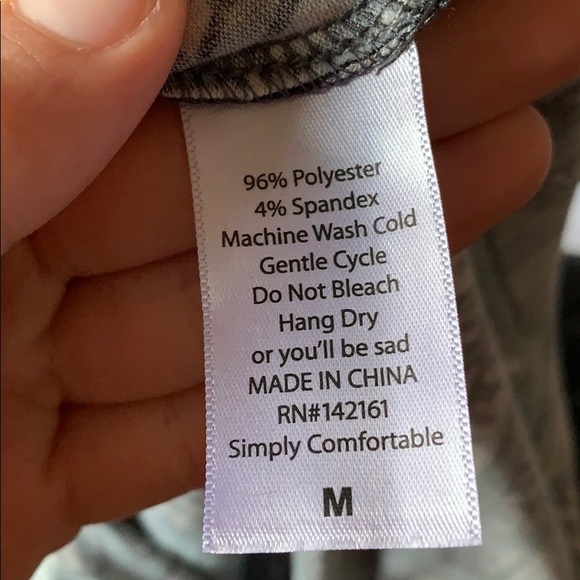 96% Polyester
4% Spandex
Machine Wash Cold
Gentle Cycle
Do Not Bleach
Hang Dry
or you'll be sad
MADE IN CHINA
RN#142161
Simply Comfortable
M